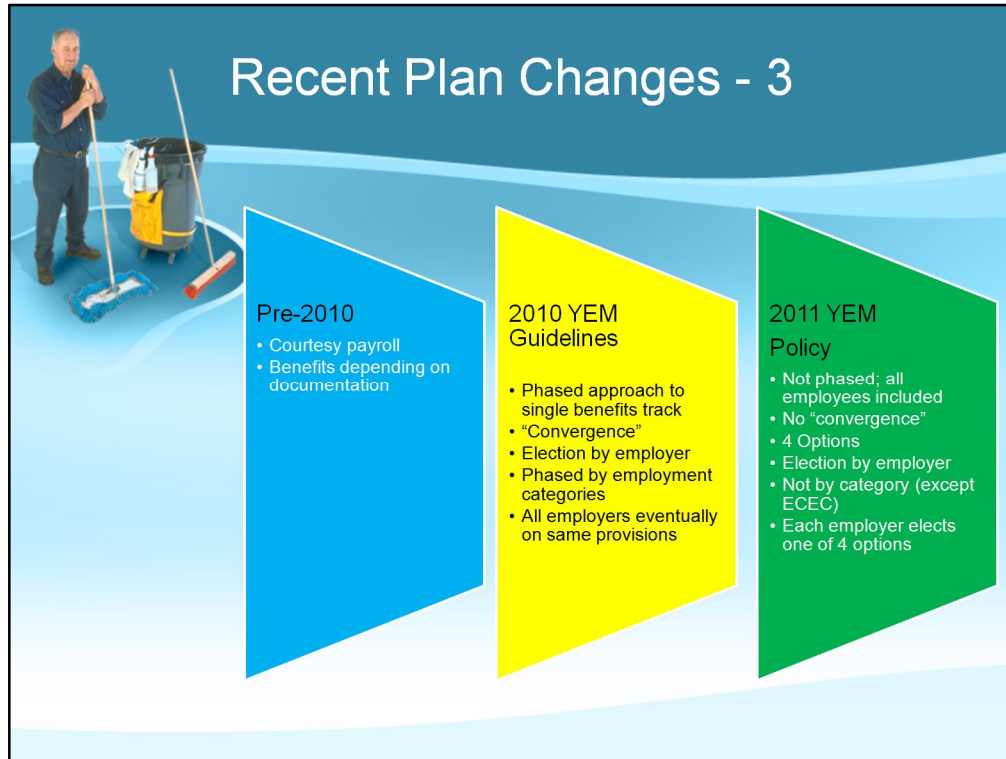 Recent Plan Changes - 3
Pre-2010
• Courtesy payroll
• Benefits depending on
documentation
2010 YEM
Guidelines
• Phased approach to
single benefits track
• “Convergence”
• Election by employer
• Phased by employment
categories
• All employers eventually
on same provisions
2011 YEM
Policy
• Not phased; all
employees included
• No “convergence”
• 4 Options
• Election by employer
• Not by category (except
ECEC)
• Each employer elects
one of 4 options